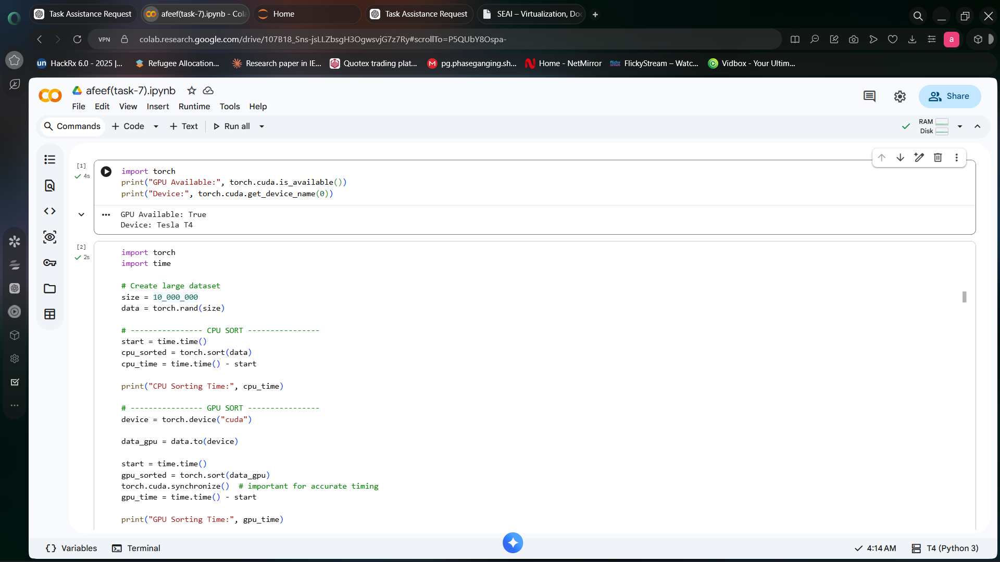 Task Assistance Request
afeef(task-7).ipynb - Cola
Home
Task Assistance Request
SEAI – Virtualization, Doc
VPN
colab.research.google.com/drive/107B18_Sns-jsLLZbsgH3OgwsvjG7z7Ry#scrollTo=P5QUbY8Ospa-
a
un HackRx 6.0 - 2025 |...
Refugee Allocation...
Research paper in IE...
Quotex trading plat...
M pg.phaseganging.sh...
Home - NetMirror
FlickyStream – Watc...
Vidbox - Your Ultim...
afeef(task-7).ipynb
File Edit View Insert Runtime Tools Help
Share
Commands + Code + Text Run all
RAM
Disk
[1]
4s
import torch
print("GPU Available:", torch.cuda.is_available())
print("Device:", torch.cuda.get_device_name(0))
GPU Available: True
Device: Tesla T4
[2]
2s
import torch
import time
# Create large dataset
size = 10_000_000
data = torch.rand(size)
# ---------------- CPU SORT ----------------
start = time.time()
cpu_sorted = torch.sort(data)
cpu_time = time.time() - start
print("CPU Sorting Time:", cpu_time)
# ---------------- GPU SORT ----------------
device = torch.device("cuda")
data_gpu = data.to(device)
start = time.time()
gpu_sorted = torch.sort(data_gpu)
torch.cuda.synchronize()  # important for accurate timing
gpu_time = time.time() - start
print("GPU Sorting Time:", gpu_time)
Variables
Terminal
4:14 AM
T4 (Python 3)